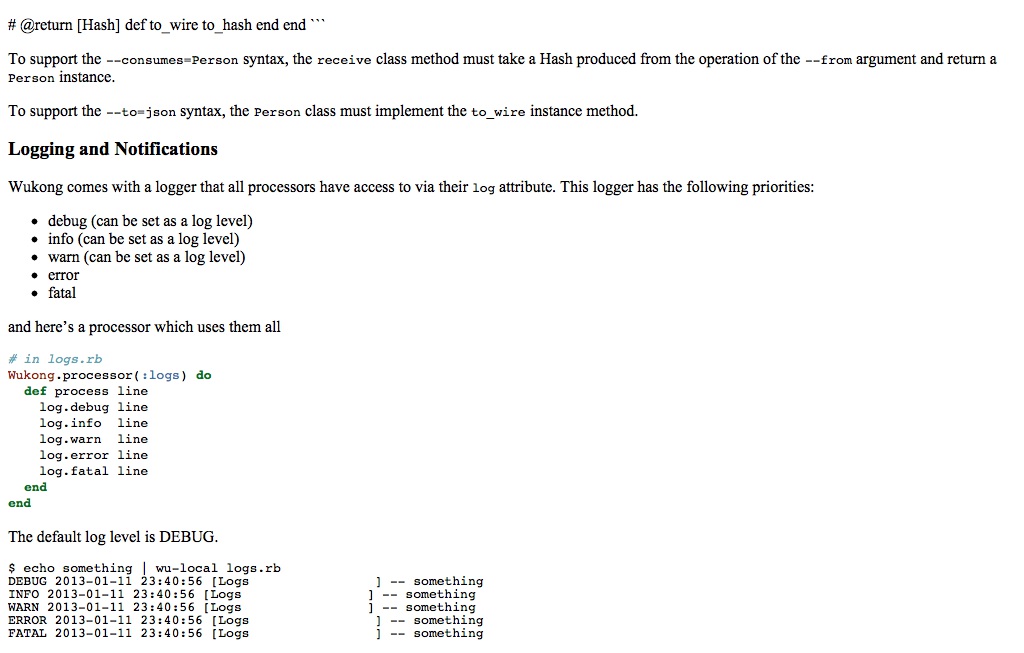 # @return [Hash] def to_wire to_hash end end ```
To support the --consumes=Person syntax, the receive class method must take a Hash produced from the operation of the --from argument and return a
Person instance.
To support the --to=json syntax, the Person class must implement the to_wire instance method.
Logging and Notifications
Wukong comes with a logger that all processors have access to via their log attribute. This logger has the following priorities:
• debug (can be set as a log level)
• info (can be set as a log level)
• warn (can be set as a log level)
• error
• fatal
and here’s a processor which uses them all
# in logs.rb
Wukong.processor(:logs) do
  def process line
    log.debug line
    log.info  line
    log.warn  line
    log.error line
    log.fatal line
  end
end
The default log level is DEBUG.
$ echo something | wu-local logs.rb
DEBUG 2013-01-11 23:40:56 [Logs                ] -- something
INFO 2013-01-11 23:40:56 [Logs                ] -- something
WARN 2013-01-11 23:40:56 [Logs                ] -- something
ERROR 2013-01-11 23:40:56 [Logs                ] -- something
FATAL 2013-01-11 23:40:56 [Logs                ] -- something